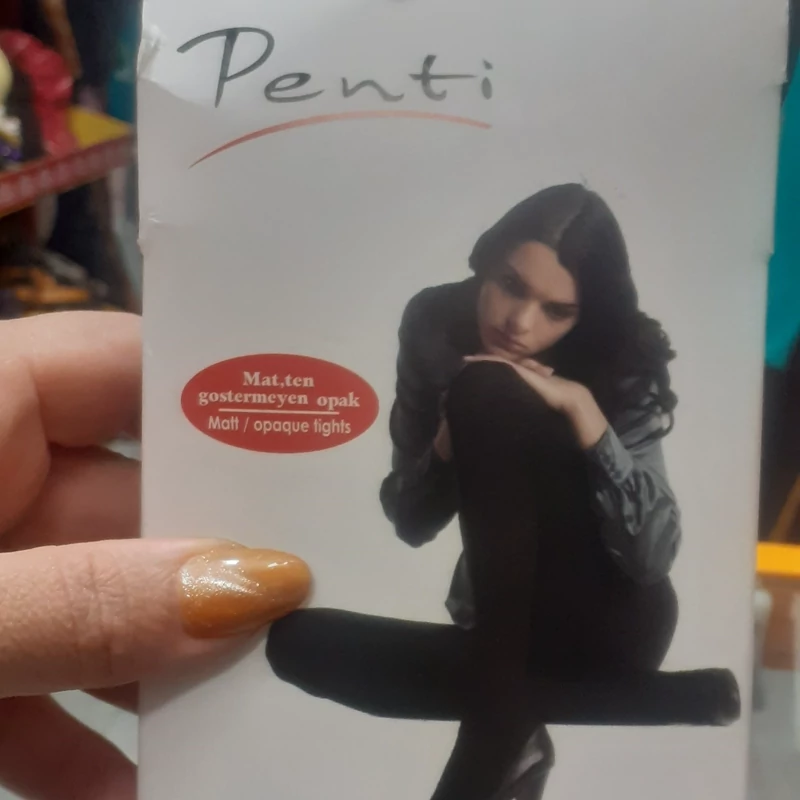 Penti
Mat,ten
gostermeyen opak
Matt / opaque tights